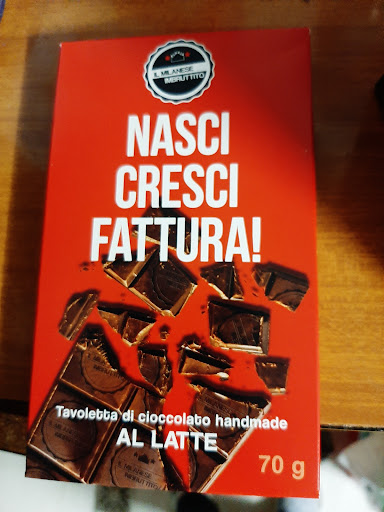 IL MILANESE
IMBRUTTITO
NASCI
CRESCI
FATTURA!
Tavoletta di cioccolato handmade
AL LATTE
70 g